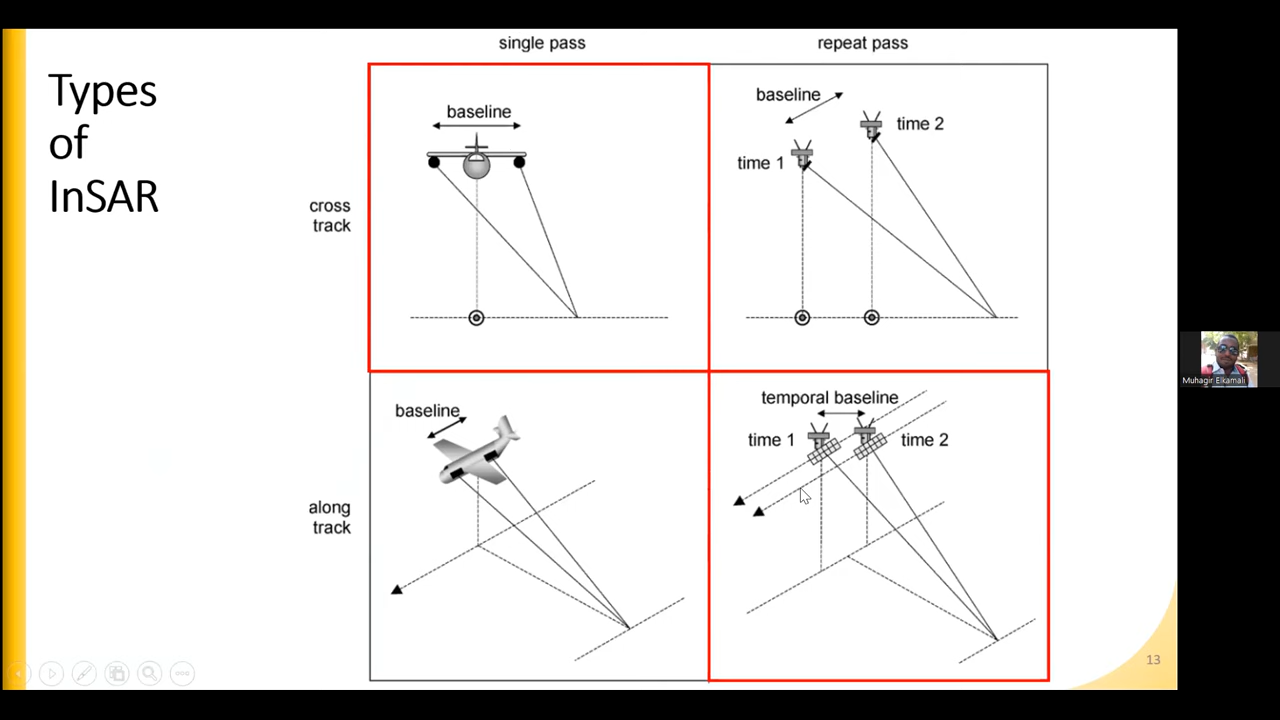 Types
of
InSAR
single pass
repeat pass
cross
track
baseline
baseline
time 1
time 2
along
track
baseline
temporal baseline
time 1
time 2
13
Muhagir Elkamali